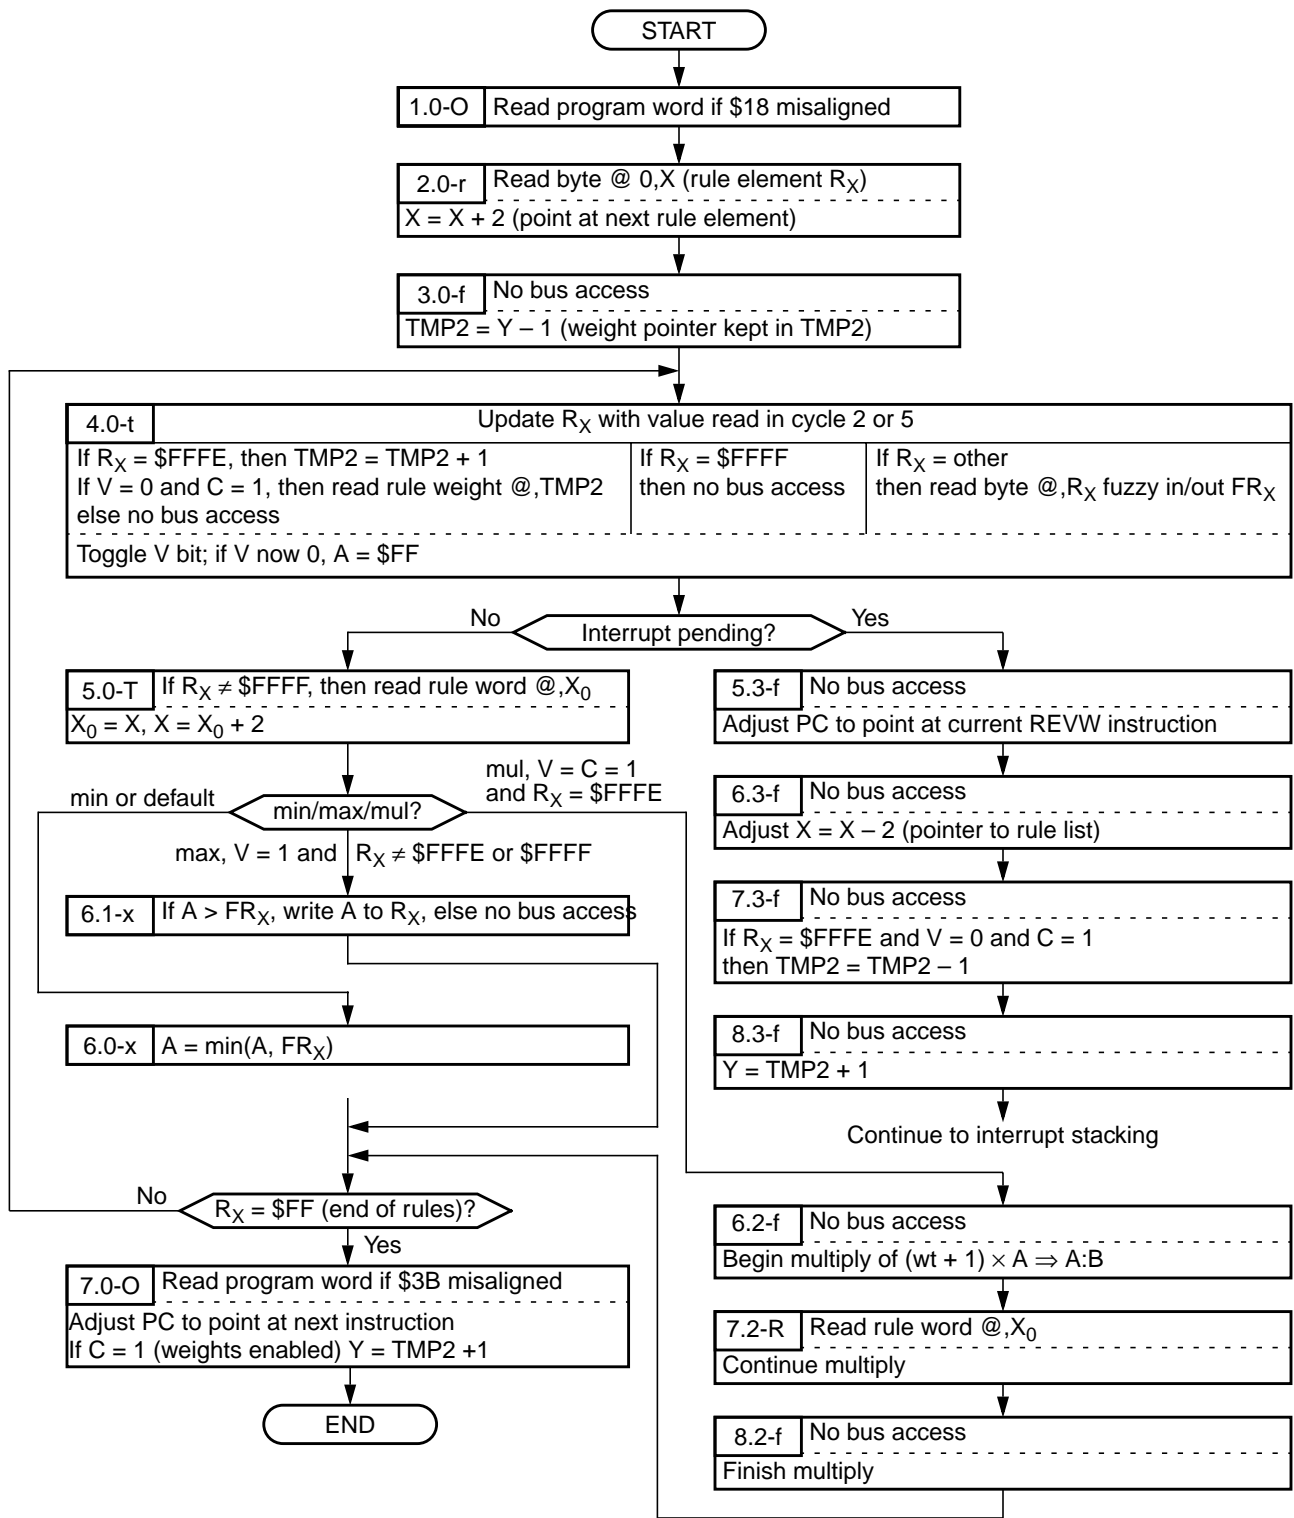 START
1.0-O Read program word if $18 misaligned
2.0-r Read byte @ 0,X (rule element RX)
X = X + 2 (point at next rule element)
3.0-f No bus access
TMP2 = Y – 1 (weight pointer kept in TMP2)
4.0-t Update RX with value read in cycle 2 or 5
If RX = $FFFE, then TMP2 = TMP2 + 1
If V = 0 and C = 1, then read rule weight @,TMP2
else no bus access
If RX = $FFFF
then no bus access
If RX = other
then read byte @,RX fuzzy in/out FRX
Toggle V bit; if V now 0, A = $FF
No Interrupt pending? Yes
5.0-T If RX ≠ $FFFF, then read rule word @,X0
X0 = X, X = X0 + 2
min or default
min/max/mul?
mul, V = C = 1
and RX = $FFFE
max, V = 1 and RX ≠ $FFFE or $FFFF
6.1-x If A > FRX, write A to RX, else no bus access
6.0-x A = min(A, FRX)
No RX = $FF (end of rules)?
Yes
7.0-O Read program word if $3B misaligned
Adjust PC to point at next instruction
If C = 1 (weights enabled) Y = TMP2 +1
END
5.3-f No bus access
Adjust PC to point at current REVW instruction
6.3-f No bus access
Adjust X = X – 2 (pointer to rule list)
7.3-f No bus access
If RX = $FFFE and V = 0 and C = 1
then TMP2 = TMP2 – 1
8.3-f No bus access
Y = TMP2 + 1
Continue to interrupt stacking
6.2-f No bus access
Begin multiply of (wt + 1) × A ⇒ A:B
7.2-R Read rule word @,X0
Continue multiply
8.2-f No bus access
Finish multiply